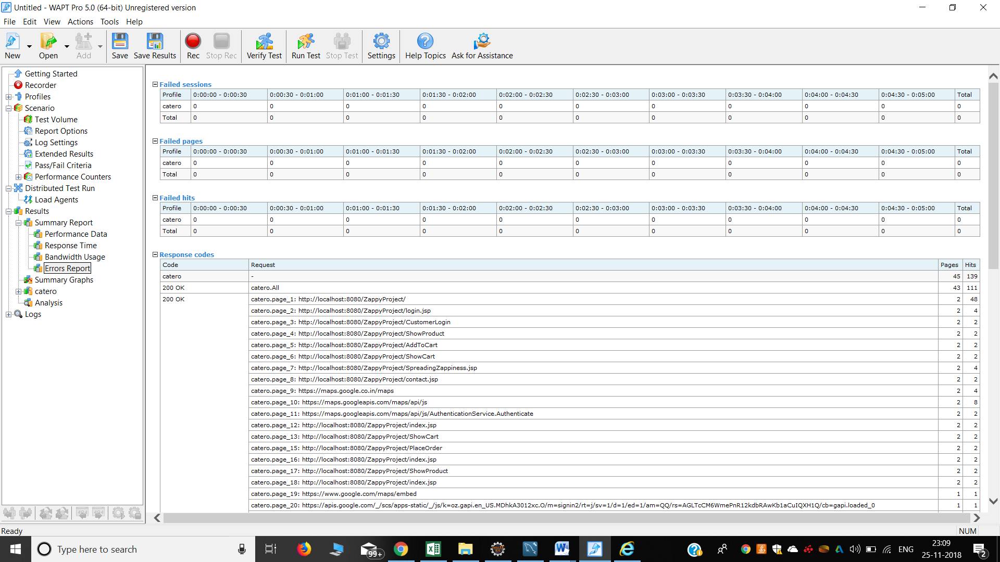 Untitled - WAPT Pro 5.0 (64-bit) Unregistered version
File Edit View Actions Tools Help
New Open Add Save Save Results Rec Stop Rec Verify Test Run Test Stop Test Settings Help Topics Ask for Assistance
Getting Started
Recorder
Profiles
Scenario
Test Volume
Report Options
Log Settings
Extended Results
Pass/Fail Criteria
Performance Counters
Distributed Test Run
Load Agents
Results
Summary Report
Performance Data
Response Time
Bandwidth Usage
Errors Report
Summary Graphs
catero
Analysis
Logs
Failed sessions
Profile 0:00:00 - 0:00:30 0:00:30 - 0:01:00 0:01:00 - 0:01:30 0:01:30 - 0:02:00 0:02:00 - 0:02:30 0:02:30 - 0:03:00 0:03:00 - 0:03:30 0:03:30 - 0:04:00 0:04:00 - 0:04:30 0:04:30 - 0:05:00 Total
catero 0 0 0 0 0 0 0 0 0 0 0
Total 0 0 0 0 0 0 0 0 0 0 0
Failed pages
Profile 0:00:00 - 0:00:30 0:00:30 - 0:01:00 0:01:00 - 0:01:30 0:01:30 - 0:02:00 0:02:00 - 0:02:30 0:02:30 - 0:03:00 0:03:00 - 0:03:30 0:03:30 - 0:04:00 0:04:00 - 0:04:30 0:04:30 - 0:05:00 Total
catero 0 0 0 0 0 0 0 0 0 0 0
Total 0 0 0 0 0 0 0 0 0 0 0
Failed hits
Profile 0:00:00 - 0:00:30 0:00:30 - 0:01:00 0:01:00 - 0:01:30 0:01:30 - 0:02:00 0:02:00 - 0:02:30 0:02:30 - 0:03:00 0:03:00 - 0:03:30 0:03:30 - 0:04:00 0:04:00 - 0:04:30 0:04:30 - 0:05:00 Total
catero 0 0 0 0 0 0 0 0 0 0 0
Total 0 0 0 0 0 0 0 0 0 0 0
Response codes
Code Request Pages Hits
catero - 45 139
200 OK catero.All 43 111
200 OK catero.page_1: http://localhost:8080/ZappyProject/ 2 48
catero.page_2: http://localhost:8080/ZappyProject/login.jsp 2 4
catero.page_3: http://localhost:8080/ZappyProject/CustomerLogin 2 2
catero.page_4: http://localhost:8080/ZappyProject/ShowProduct 2 2
catero.page_5: http://localhost:8080/ZappyProject/AddToCart 2 2
catero.page_6: http://localhost:8080/ZappyProject/ShowCart 2 2
catero.page_7: http://localhost:8080/ZappyProject/SpreadingZappiness.jsp 2 4
catero.page_8: http://localhost:8080/ZappyProject/contact.jsp 2 2
catero.page_9: https://maps.google.co.in/maps 2 4
catero.page_10: https://maps.googleapis.com/maps/api/js 2 8
catero.page_11: https://maps.googleapis.com/maps/api/js/AuthenticationService.Authenticate 2 2
catero.page_12: http://localhost:8080/ZappyProject/index.jsp 2 2
catero.page_13: http://localhost:8080/ZappyProject/ShowCart 2 2
catero.page_15: http://localhost:8080/ZappyProject/PlaceOrder 2 2
catero.page_16: http://localhost:8080/ZappyProject/index.jsp 2 2
catero.page_17: http://localhost:8080/ZappyProject/ShowProduct 2 2
catero.page_18: http://localhost:8080/ZappyProject/index.jsp 2 2
catero.page_19: https://www.google.com/maps/embed 1 1
catero.page_20: https://apis.google.com/_/scs/apps-static/_/js/k=oz.gapi.en_US.MDhkA3012xc.O/m=signin2/rt=j/sv=1/d=1/ed=1/am=QQ/rs=AGLTcCM6WmePnR12kdbRAwKb1aCuIQXH1Q/cb=gapi.loaded_0 1 1
Ready NUM
Type here to search 99+ ENG 23:09
25-11-2018 2